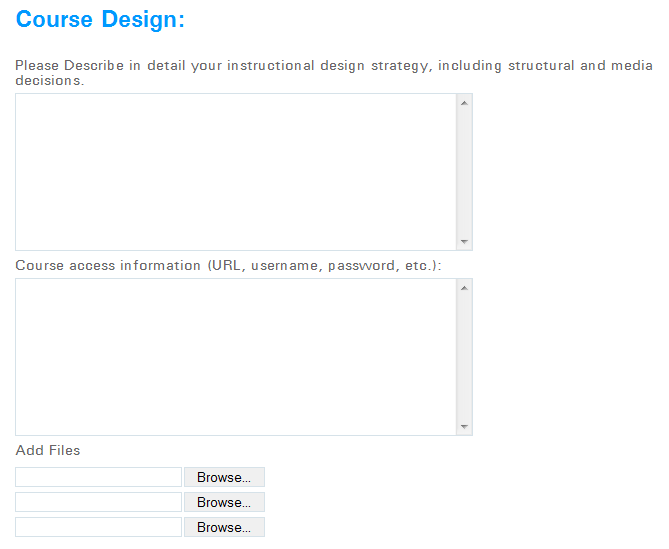 Course Design:
Please Describe in detail your instructional design strategy, including structural and media
decisions.
Course access information (URL, username, password, etc.):
Add Files
Browse...
Browse...
Browse...